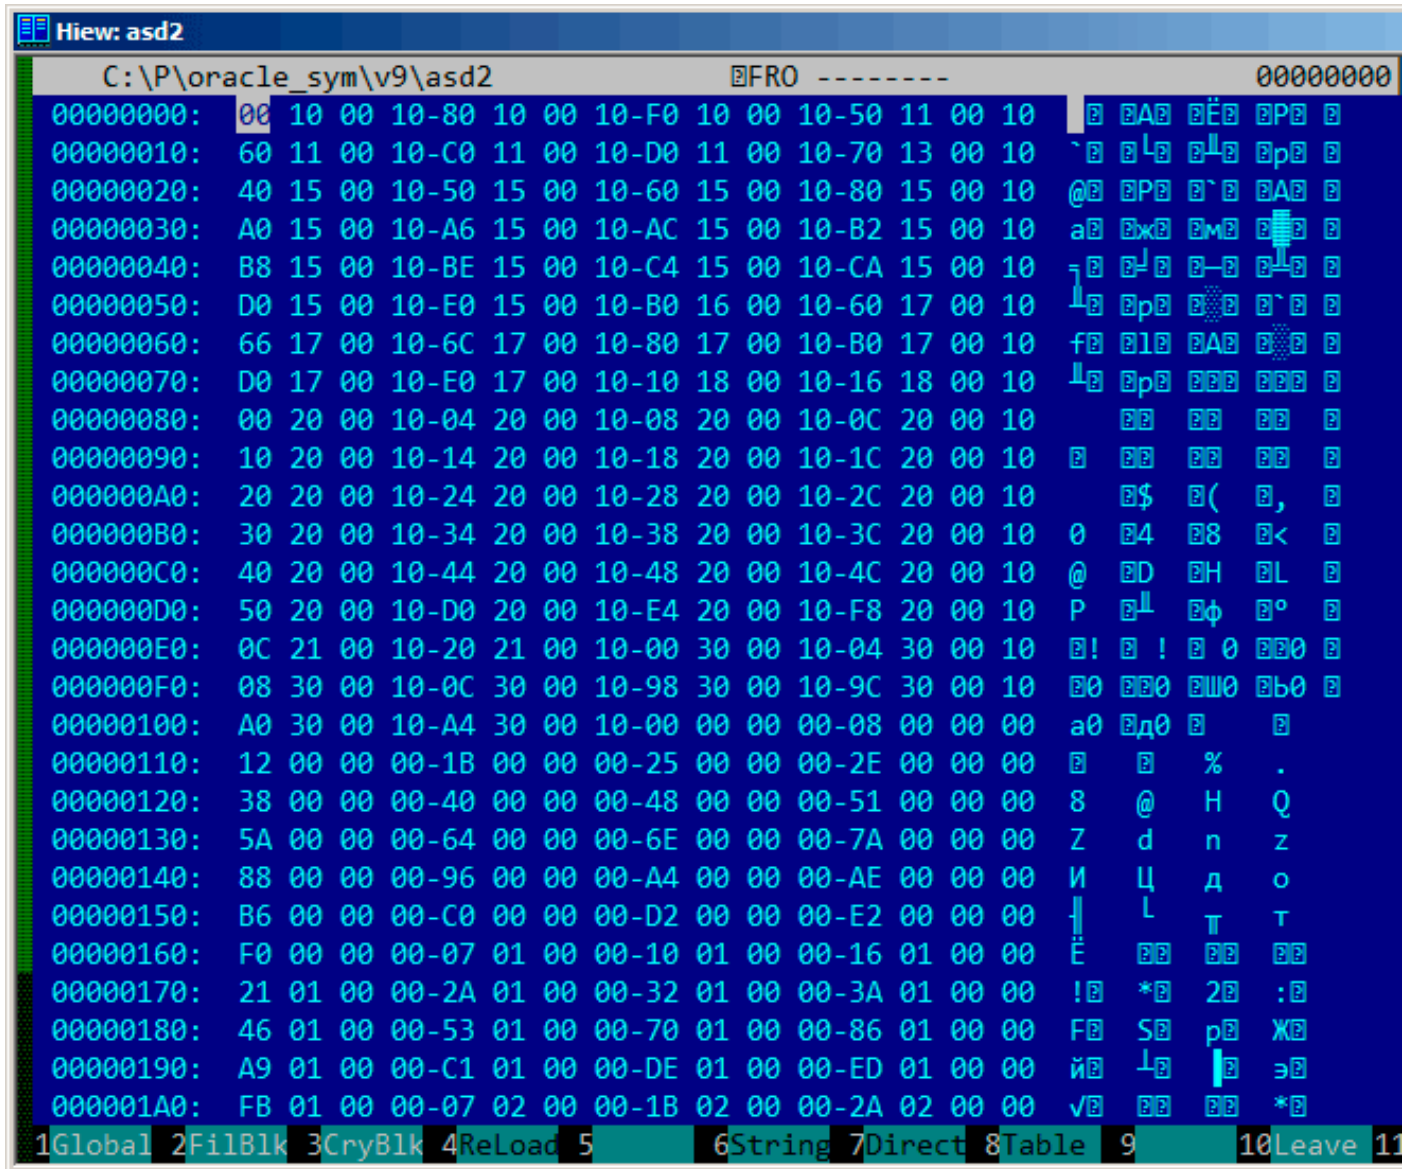 Hiew: asd2
C:\P\oracle_sym\v9\asd2 FRO -------- 00000000
00000000: 00 10 00 10-80 10 00 10-F0 10 00 10-50 11 00 10 А Ё P
00000010: 60 11 00 10-C0 11 00 10-D0 11 00 10-70 13 00 10 ` └ ╨ p
00000020: 40 15 00 10-50 15 00 10-60 15 00 10-80 15 00 10 @ P ` А
00000030: A0 15 00 10-A6 15 00 10-AC 15 00 10-B2 15 00 10 а ж м ▓
00000040: B8 15 00 10-BE 15 00 10-C4 15 00 10-CA 15 00 10 ╕ ╛ ─ ╩
00000050: D0 15 00 10-E0 15 00 10-B0 16 00 10-60 17 00 10 ╨ р ░ `
00000060: 66 17 00 10-6C 17 00 10-80 17 00 10-B0 17 00 10 f l А ░
00000070: D0 17 00 10-E0 17 00 10-10 18 00 10-16 18 00 10 ╨ р
00000080: 00 20 00 10-04 20 00 10-08 20 00 10-0C 20 00 10
00000090: 10 20 00 10-14 20 00 10-18 20 00 10-1C 20 00 10
000000A0: 20 20 00 10-24 20 00 10-28 20 00 10-2C 20 00 10 $ ( ,
000000B0: 30 20 00 10-34 20 00 10-38 20 00 10-3C 20 00 10 0 4 8 <
000000C0: 40 20 00 10-44 20 00 10-48 20 00 10-4C 20 00 10 @ D H L
000000D0: 50 20 00 10-D0 20 00 10-E4 20 00 10-F8 20 00 10 P ╨ ф °
000000E0: 0C 21 00 10-20 21 00 10-00 30 00 10-04 30 00 10 ! ! 0 0
000000F0: 08 30 00 10-0C 30 00 10-98 30 00 10-9C 30 00 10 0 0 Ш0 Ь0
00000100: A0 30 00 10-A4 30 00 10-00 00 00 00-08 00 00 00 а0 д0
00000110: 12 00 00 00-1B 00 00 00-25 00 00 00-2E 00 00 00 % .
00000120: 38 00 00 00-40 00 00 00-48 00 00 00-51 00 00 00 8 @ H Q
00000130: 5A 00 00 00-64 00 00 00-6E 00 00 00-7A 00 00 00 Z d n z
00000140: 88 00 00 00-96 00 00 00-A4 00 00 00-AE 00 00 00 И Ц д о
00000150: B6 00 00 00-C0 00 00 00-D2 00 00 00-E2 00 00 00 ╢ └ ╥ т
00000160: F0 00 00 00-07 01 00 00-10 01 00 00-16 01 00 00 Ё
00000170: 21 01 00 00-2A 01 00 00-32 01 00 00-3A 01 00 00 ! * 2 :
00000180: 46 01 00 00-53 01 00 00-70 01 00 00-86 01 00 00 F S p Ж
00000190: A9 01 00 00-C1 01 00 00-DE 01 00 00-ED 01 00 00 й ┴ ▐ э
000001A0: FB 01 00 00-07 02 00 00-1B 02 00 00-2A 02 00 00 √ *
1Global 2FilBlk 3CryBlk 4ReLoad 5 6String 7Direct 8Table 9 10Leave 11